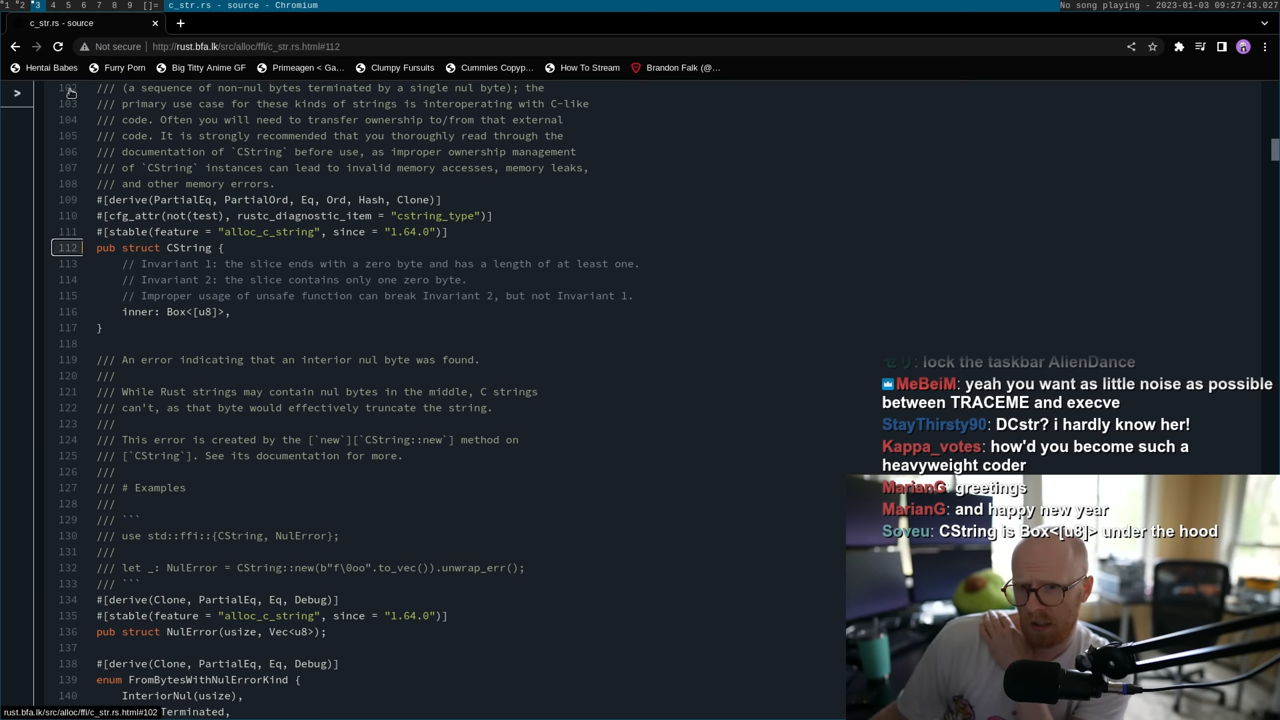 1 2 3 4 5 6 7 8 9 []= c_str.rs - source - Chromium No song playing - 2023-01-03 09:27:43.027
c_str.rs - source
Not secure http://rust.bfa.lk/src/alloc/ffi/c_str.rs.html#112
Hentai Babes Furry Porn Big Titty Anime GF Primeagen < Ga… Clumpy Fursuits Cummies Copyp… How To Stream Brandon Falk (@…
102 /// (a sequence of non-nul bytes terminated by a single nul byte); the
103 /// primary use case for these kinds of strings is interoperating with C-like
104 /// code. Often you will need to transfer ownership to/from that external
105 /// code. It is strongly recommended that you thoroughly read through the
106 /// documentation of `CString` before use, as improper ownership management
107 /// of `CString` instances can lead to invalid memory accesses, memory leaks,
108 /// and other memory errors.
109 #[derive(PartialEq, PartialOrd, Eq, Ord, Hash, Clone)]
110 #[cfg_attr(not(test), rustc_diagnostic_item = "cstring_type")]
111 #[stable(feature = "alloc_c_string", since = "1.64.0")]
112 pub struct CString {
113 // Invariant 1: the slice ends with a zero byte and has a length of at least one.
114 // Invariant 2: the slice contains only one zero byte.
115 // Improper usage of unsafe function can break Invariant 2, but not Invariant 1.
116 inner: Box<[u8]>,
117 }
118
119 /// An error indicating that an interior nul byte was found.
120 ///
121 /// While Rust strings may contain nul bytes in the middle, C strings
122 /// can't, as that byte would effectively truncate the string.
123 ///
124 /// This error is created by the [`new`][`CString::new`] method on
125 /// [`CString`]. See its documentation for more.
126 ///
127 /// # Examples
128 ///
129 /// ```
130 /// use std::ffi::{CString, NulError};
131 ///
132 /// let _: NulError = CString::new(b"f\0oo".to_vec()).unwrap_err();
133 /// ```
134 #[derive(Clone, PartialEq, Eq, Debug)]
135 #[stable(feature = "alloc_c_string", since = "1.64.0")]
136 pub struct NulError(usize, Vec<u8>);
137
138 #[derive(Clone, PartialEq, Eq, Debug)]
139 enum FromBytesWithNulErrorKind {
140 InteriorNul(usize),
Terminated,
rust.bfa.lk/src/alloc/ffi/c_str.rs.html#102
lock the taskbar AlienDance
MeBeiM: yeah you want as little noise as possible
between TRACEME and execve
StayThirsty90: DCstr? i hardly know her!
Kappa_votes: how'd you become such a
heavyweight coder
MarianG: greetings
MarianG: and happy new year
Soveu: CString is Box<[u8]> under the hood